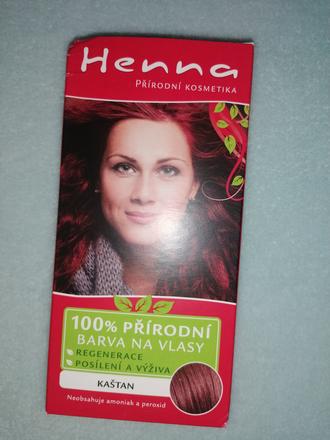 Henna
PŘÍRODNÍ KOSMETIKA
100% PŘÍRODNÍ
BARVA NA VLASY
REGENERACE
POSÍLENÍ A VÝŽIVA
KAŠTAN
Neobsahuje amoniak a peroxid